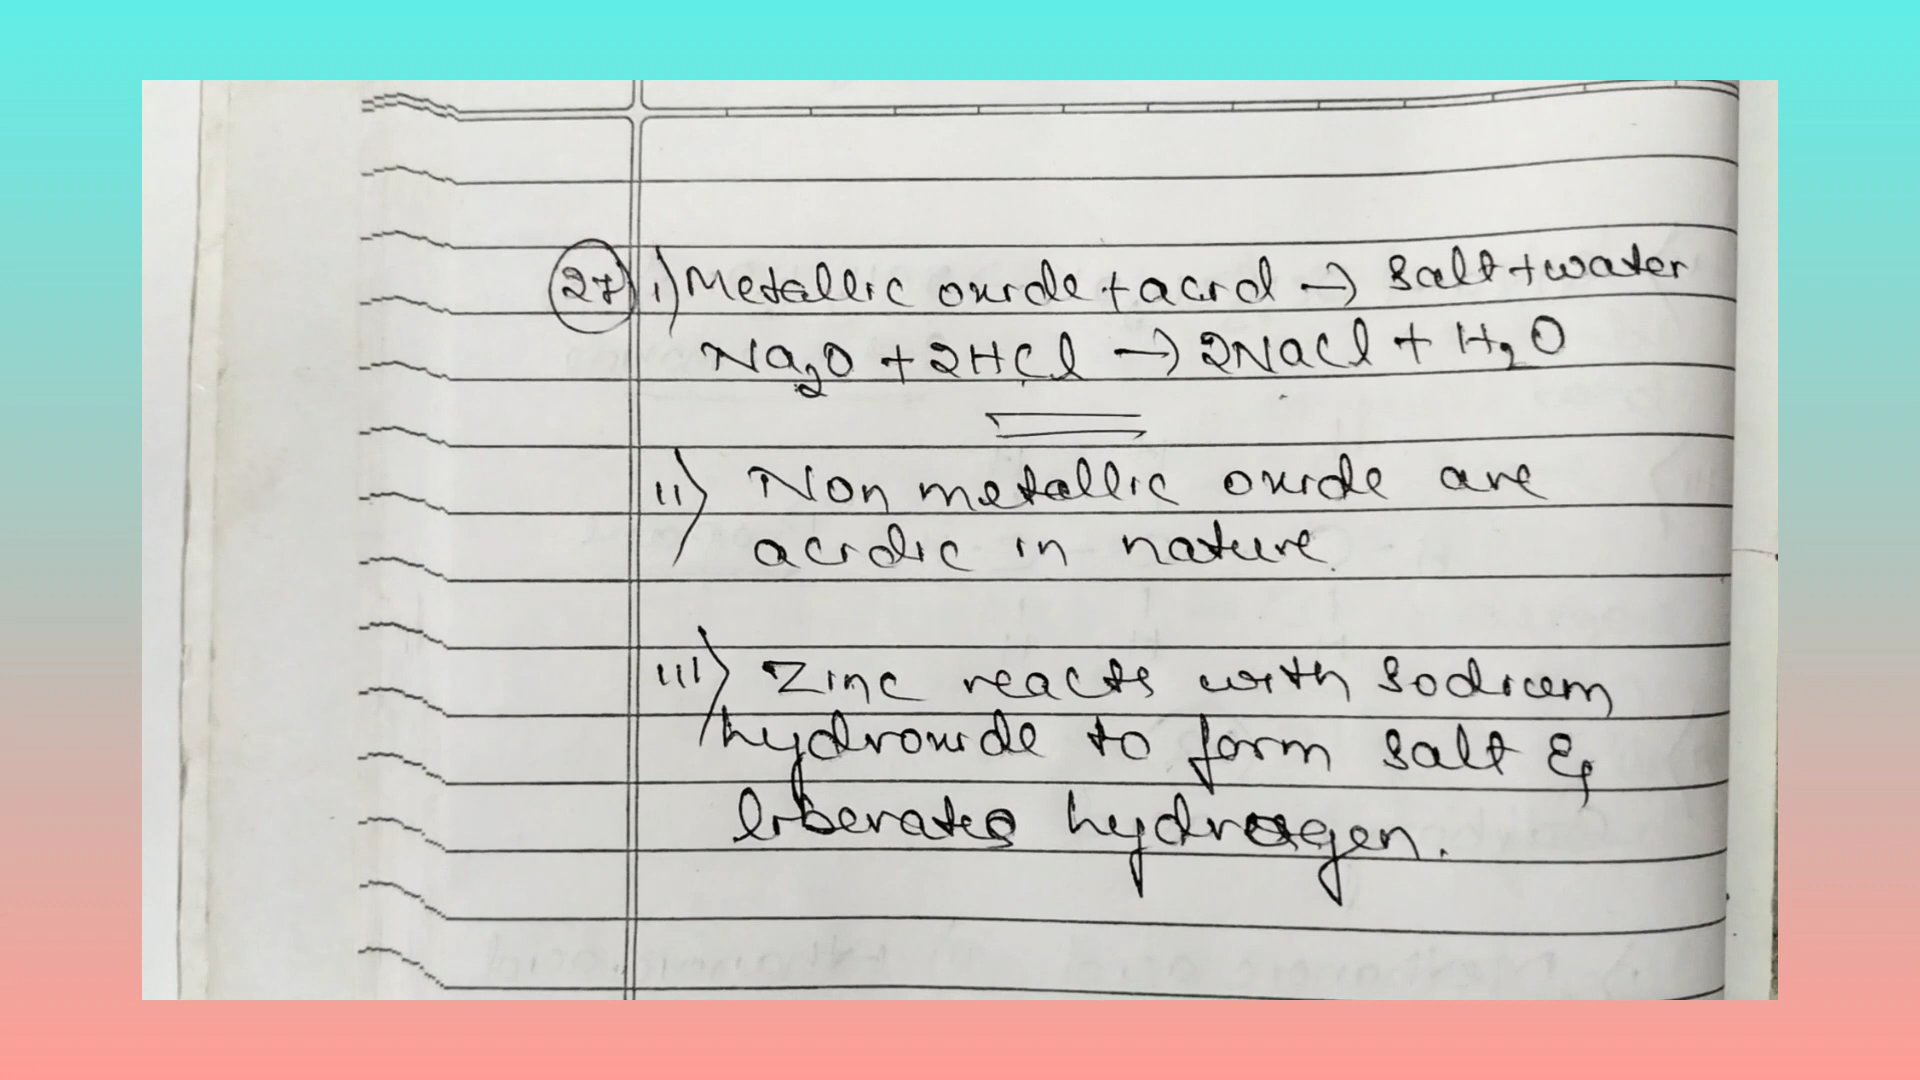 27 i) Metallic oxide + acid → Salt + water
Na₂O + 2HCl → 2NaCl + H₂O
ii) Non metallic oxide are
acidic in nature.
iii) Zinc reacts with Sodium
hydroxide to form salt &
liberates hydrogen.